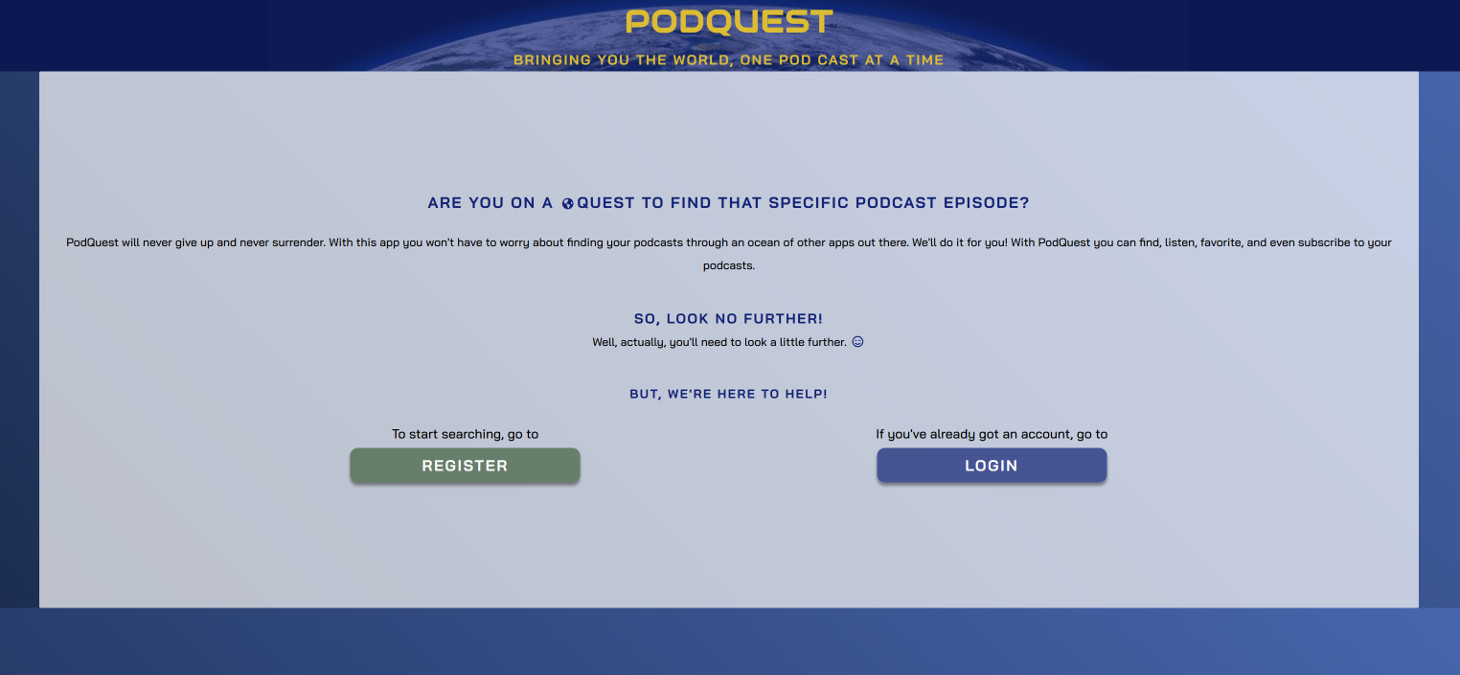 PODQUEST
BRINGING YOU THE WORLD, ONE POD CAST AT A TIME
ARE YOU ON A QUEST TO FIND THAT SPECIFIC PODCAST EPISODE?
PodQuest will never give up and never surrender. With this app you won't have to worry about finding your podcasts through an ocean of other apps out there. We'll do it for you! With PodQuest you can find, listen, favorite, and even subscribe to your
podcasts.
SO, LOOK NO FURTHER!
Well, actually, you'll need to look a little further.
BUT, WE'RE HERE TO HELP!
To start searching, go to
REGISTER
If you've already got an account, go to
LOGIN